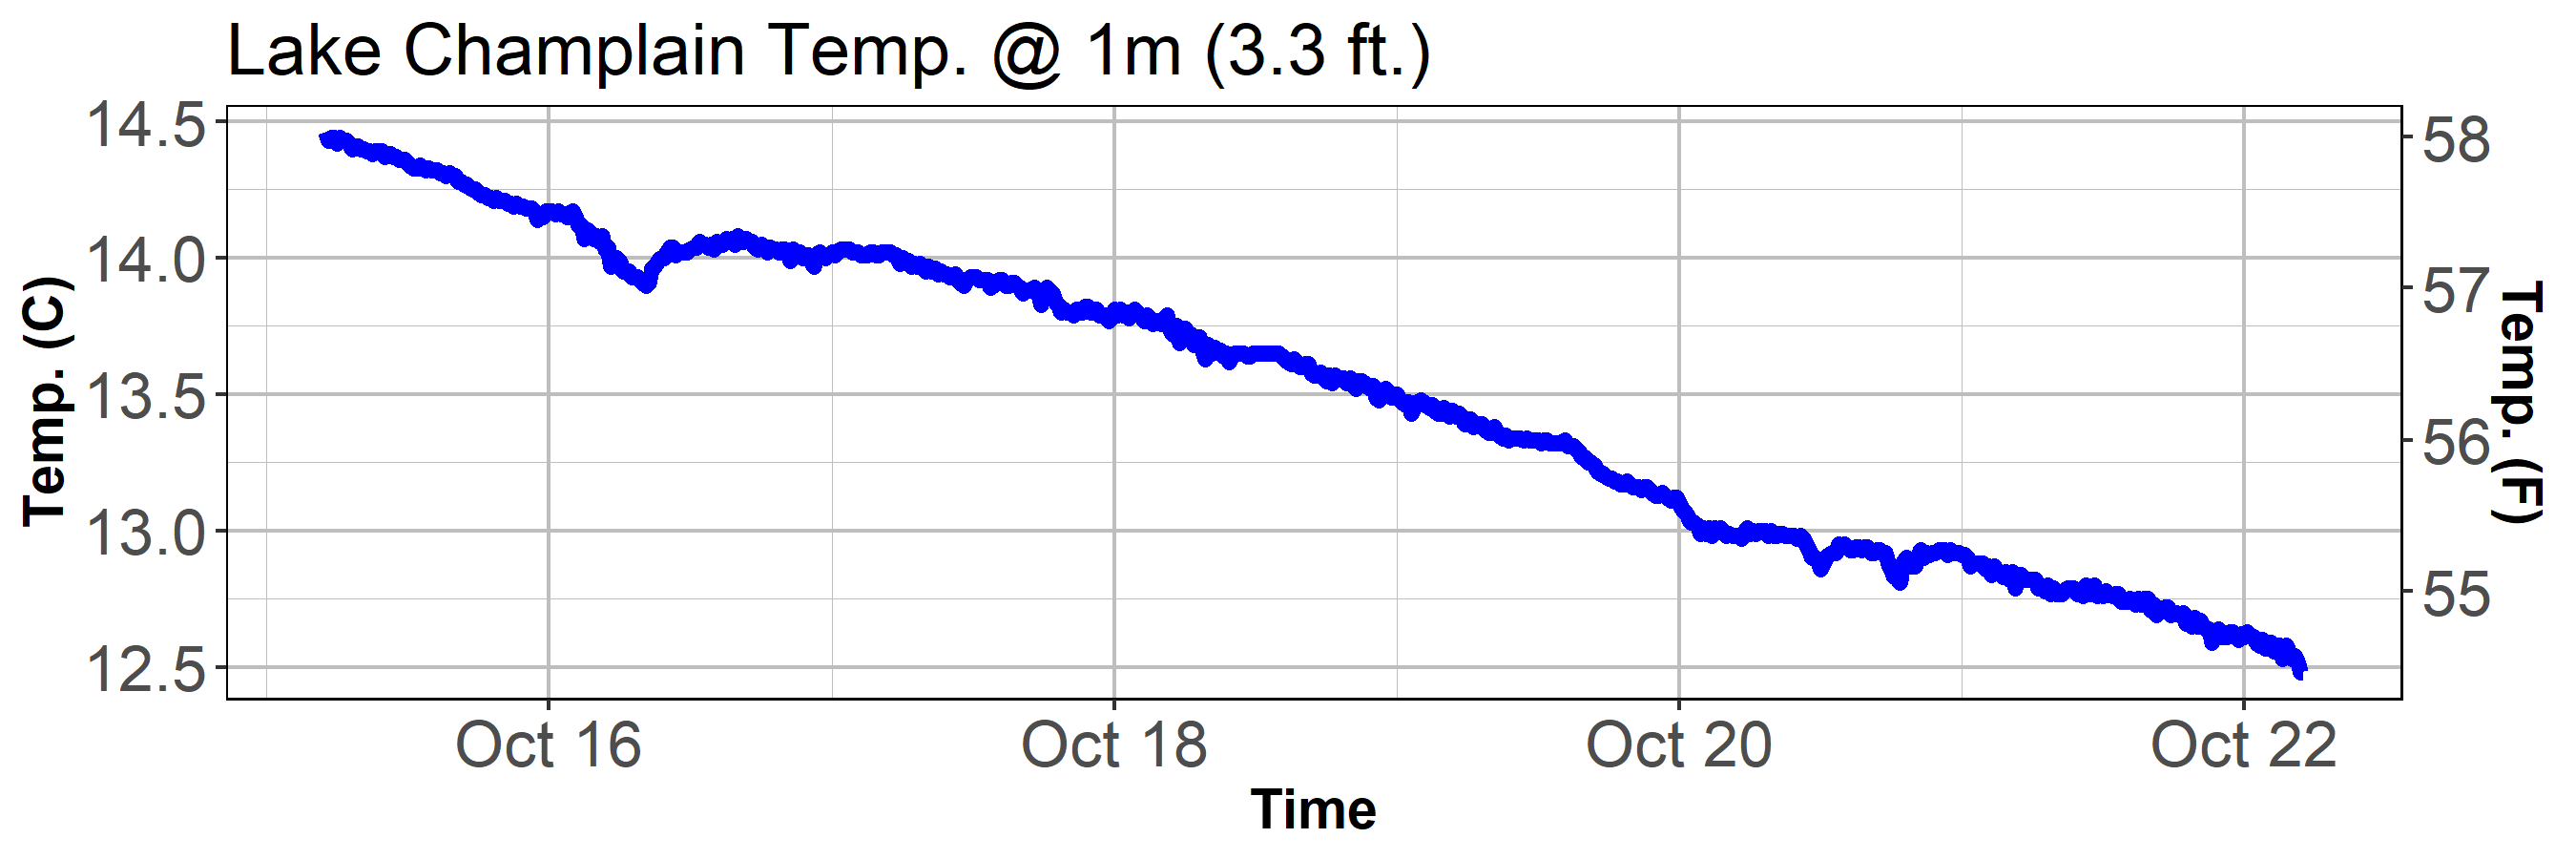 Lake Champlain Temp. @ 1m (3.3 ft.)
14.5
14.0
13.5
13.0
12.5
Temp. (C)
58
57
56
55
Temp. (F)
Oct 16 Oct 18 Oct 20 Oct 22
Time